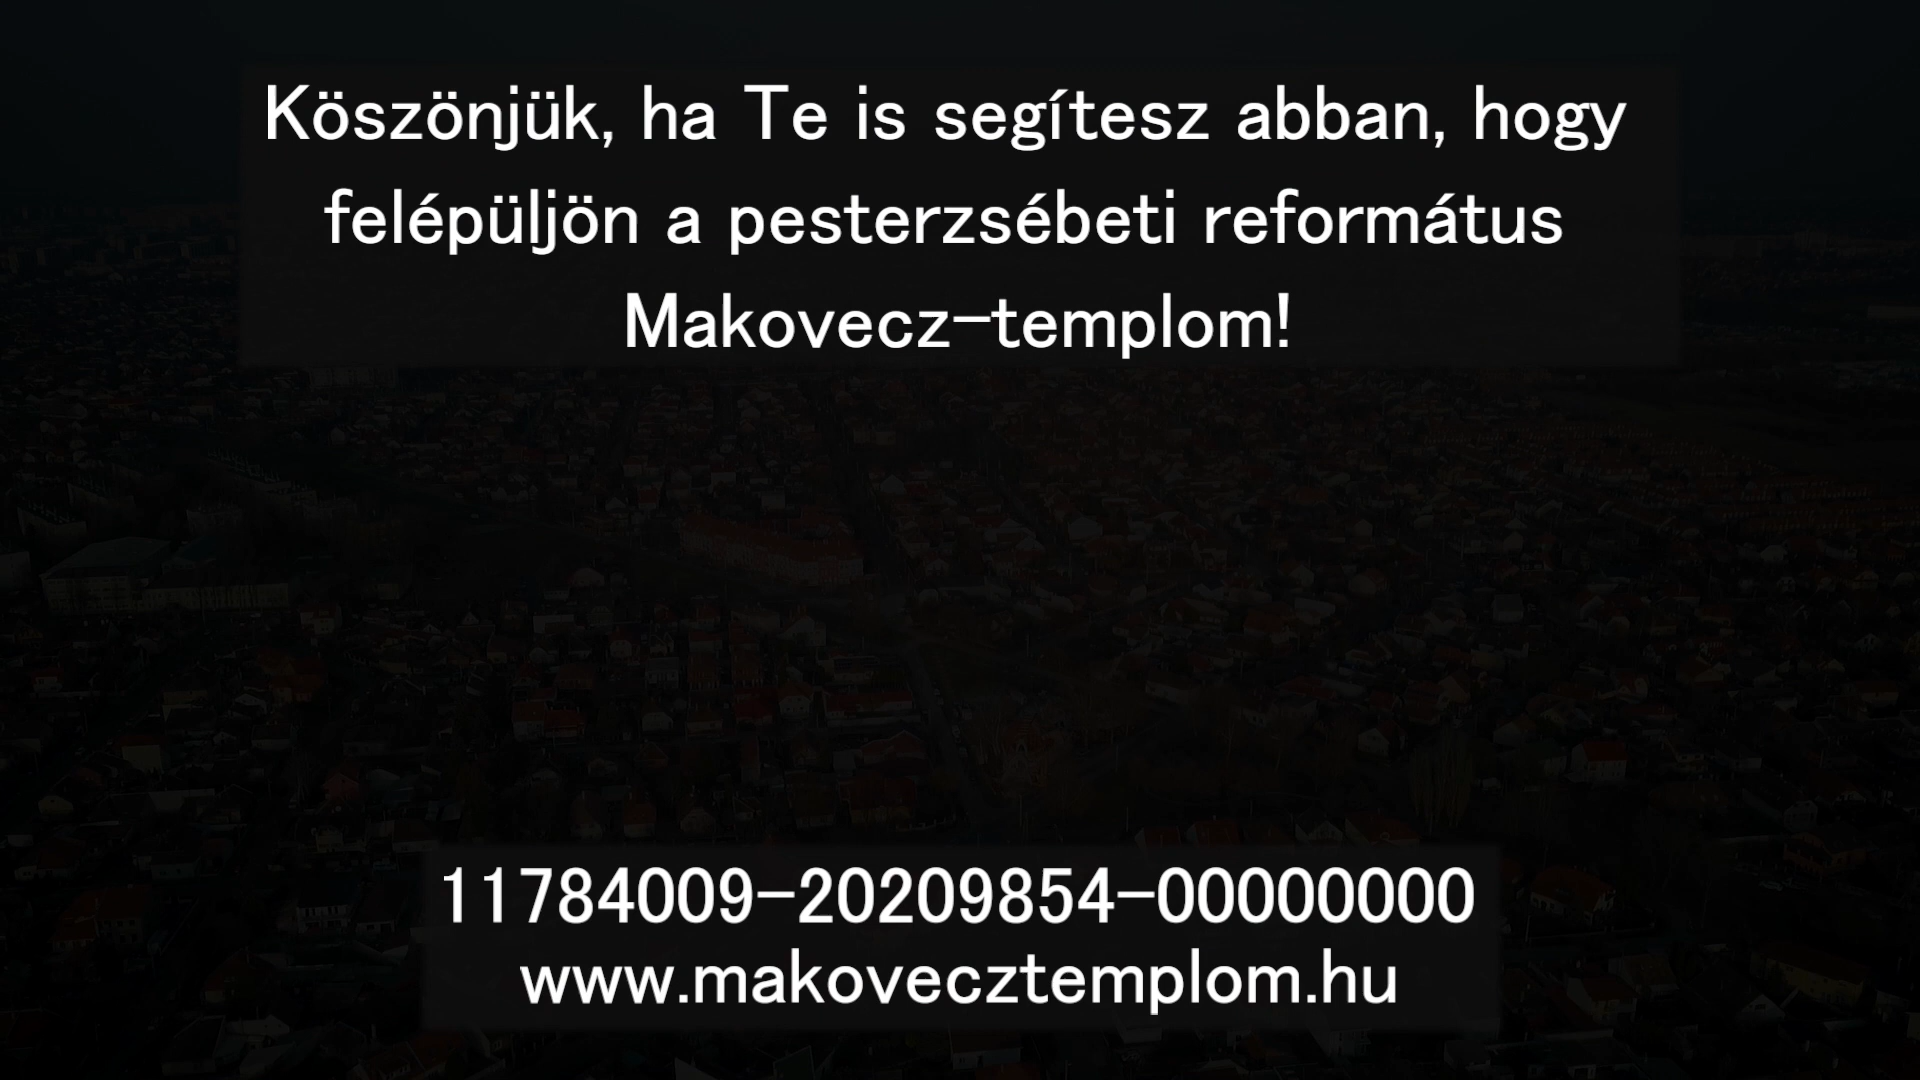 Köszönjük, ha Te is segítesz abban, hogy
felépüljön a pesterzsébeti református
Makovecz-templom!
11784009-20209854-00000000
www.makovecztemplom.hu